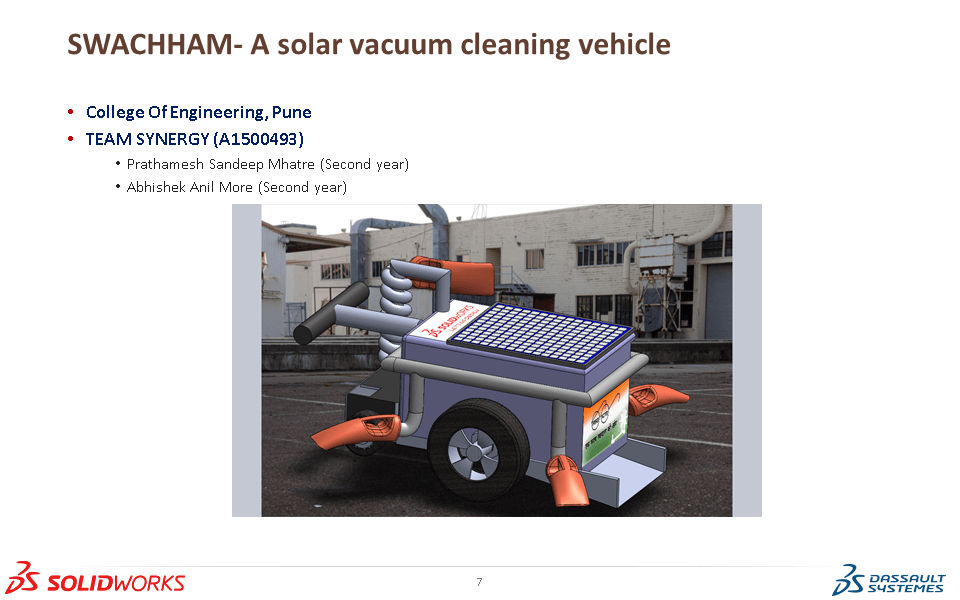 SWACHHAM- A solar vacuum cleaning vehicle
• College Of Engineering, Pune
• TEAM SYNERGY (A1500493)
• Prathamesh Sandeep Mhatre (Second year)
• Abhishek Anil More (Second year)
SOLIDWORKS
SOLIDWORKS
7
DASSAULT
SYSTEMES